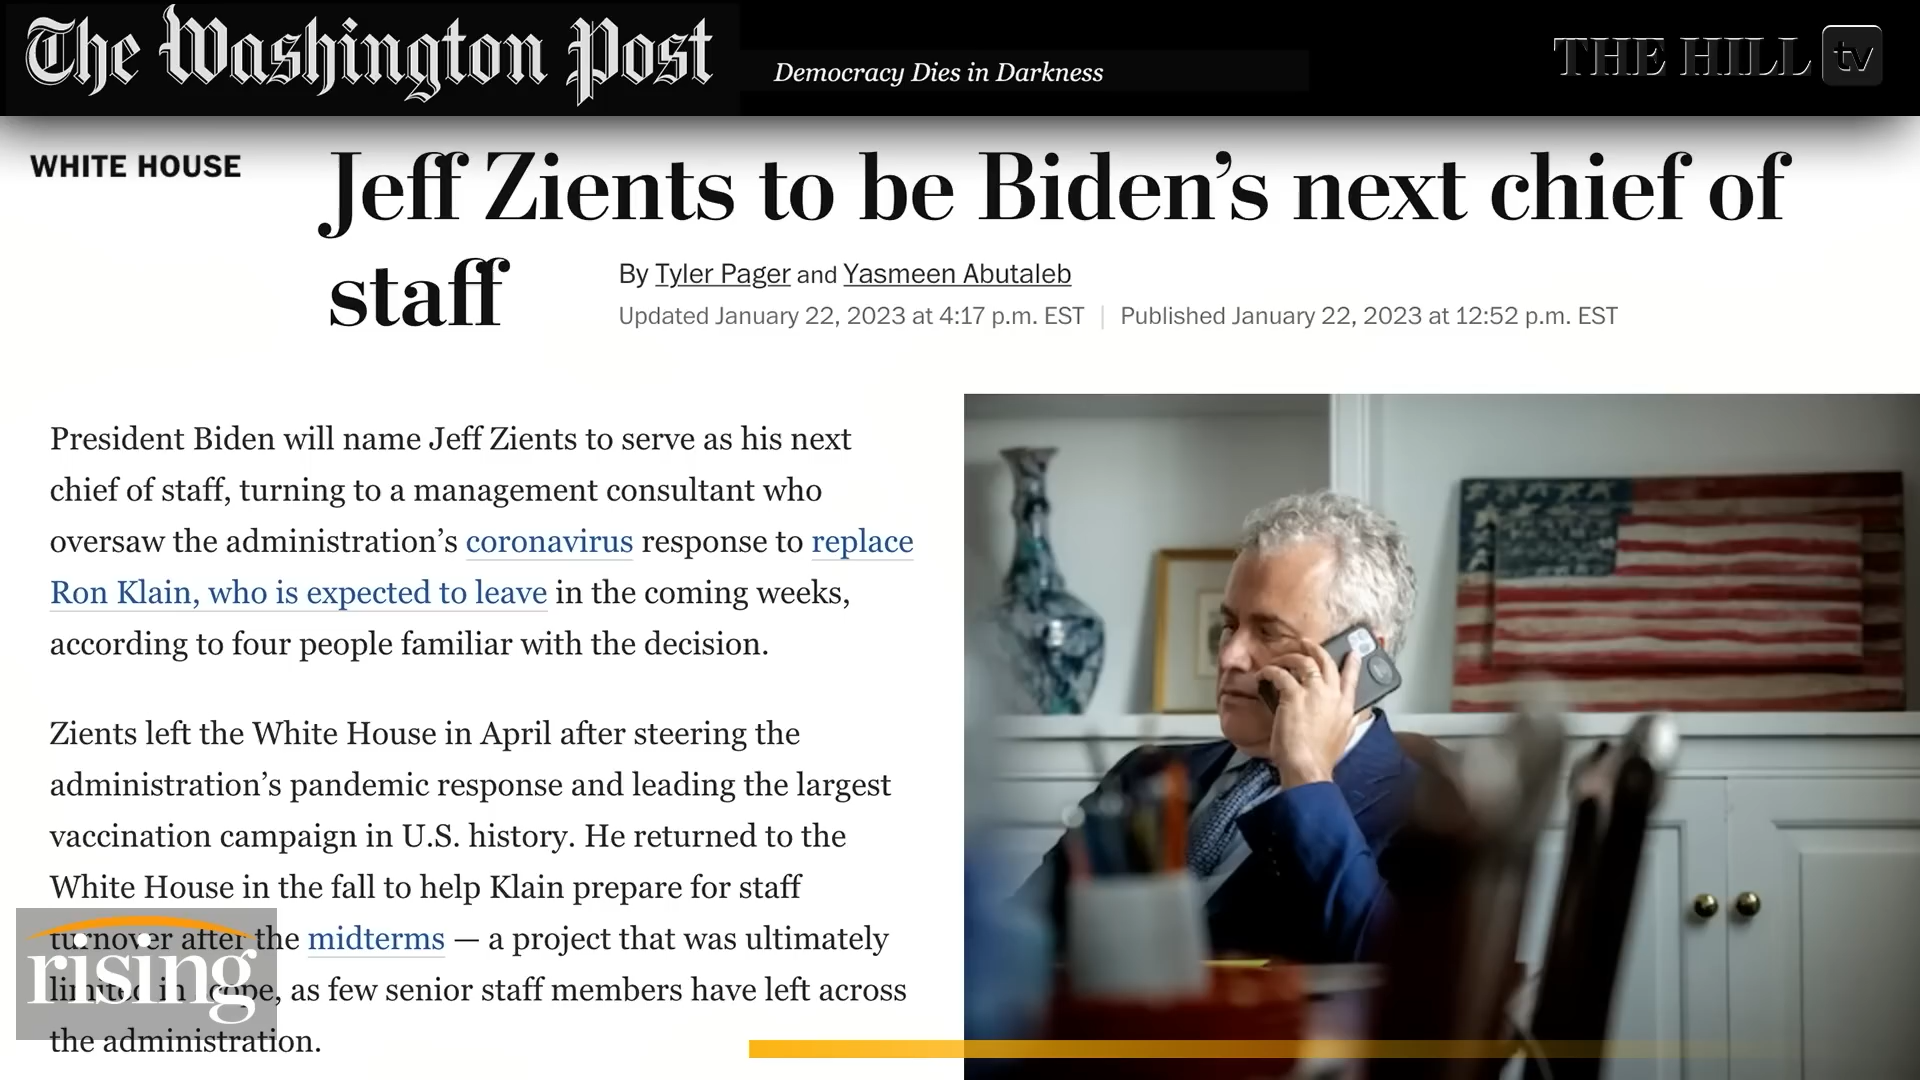 The Washington Post
Democracy Dies in Darkness
THE HILL tv
WHITE HOUSE
Jeff Zients to be Biden’s next chief of
staff
By Tyler Pager and Yasmeen Abutaleb
Updated January 22, 2023 at 4:17 p.m. EST | Published January 22, 2023 at 12:52 p.m. EST
President Biden will name Jeff Zients to serve as his next
chief of staff, turning to a management consultant who
oversaw the administration’s coronavirus response to replace
Ron Klain, who is expected to leave in the coming weeks,
according to four people familiar with the decision.
Zients left the White House in April after steering the
administration’s pandemic response and leading the largest
vaccination campaign in U.S. history. He returned to the
White House in the fall to help Klain prepare for staff
turnover after the midterms — a project that was ultimately
limited in scope, as few senior staff members have left across
the administration.
rising